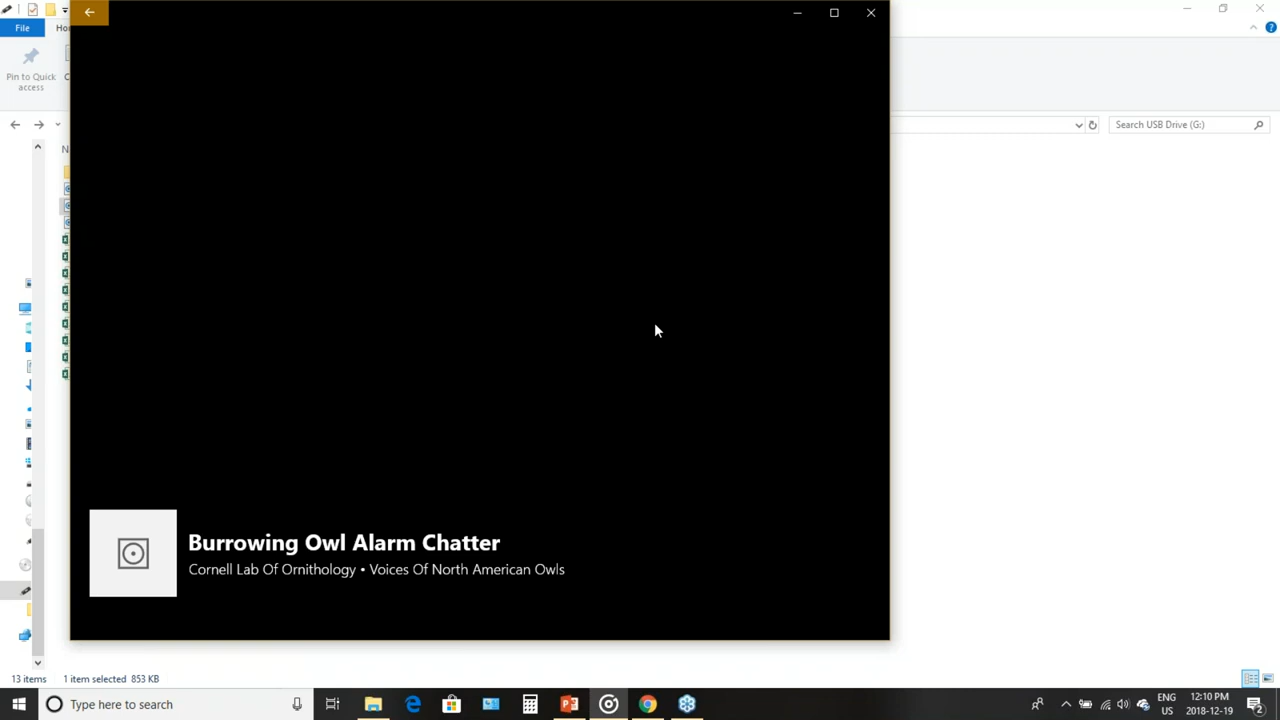 File
Ho
Pin to Quick
access
C
Search USB Drive (G:)
N
Burrowing Owl Alarm Chatter
Cornell Lab Of Ornithology • Voices Of North American Owls
13 items
1 item selected 853 KB
Type here to search
ENG
US
12:10 PM
2018-12-19
2